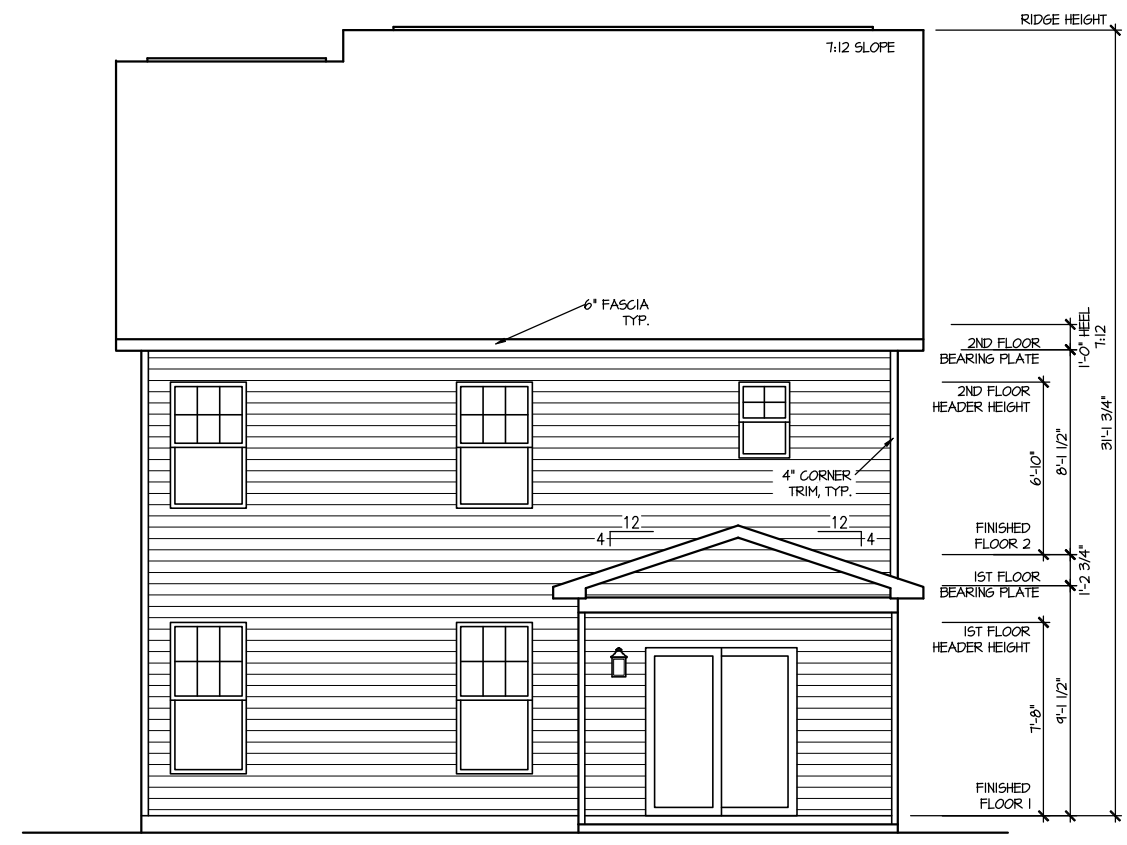 RIDGE HEIGHT
7:12 SLOPE
6" FASCIA
TYP.
1'-0" HEEL
7:12
2ND FLOOR
BEARING PLATE
2ND FLOOR
HEADER HEIGHT
31'-1 3/4"
8'-1 1/2"
6'-10"
4" CORNER
TRIM, TYP.
12
4
12
4
FINISHED
FLOOR 2
1'-2 3/4"
1ST FLOOR
BEARING PLATE
1ST FLOOR
HEADER HEIGHT
9'-1 1/2"
7'-8"
FINISHED
FLOOR 1